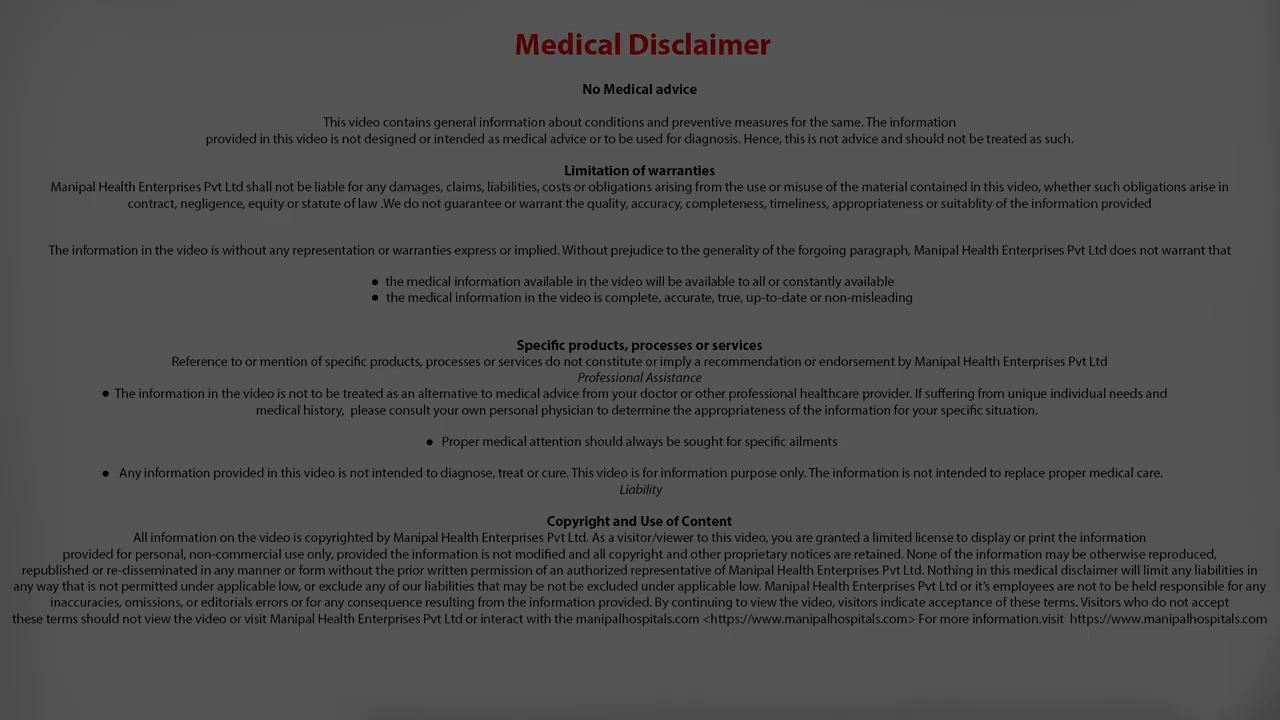 Medical Disclaimer
No Medical advice
This video contains general information about conditions and preventive measures for the same. The information
provided in this video is not designed or intended as medical advice or to be used for diagnosis. Hence, this is not advice and should not be treated as such.
Limitation of warranties
Manipal Health Enterprises Pvt Ltd shall not be liable for any damages, claims, liabilities, costs or obligations arising from the use or misuse of the material contained in this video, whether such obligations arise in
contract, negligence, equity or statute of law .We do not guarantee or warrant the quality, accuracy, completeness, timeliness, appropriateness or suitablity of the information provided
The information in the video is without any representation or warranties express or implied. Without prejudice to the generality of the forgoing paragraph, Manipal Health Enterprises Pvt Ltd does not warrant that
● the medical information available in the video will be available to all or constantly available
● the medical information in the video is complete, accurate, true, up-to-date or non-misleading
Specific products, processes or services
Reference to or mention of specific products, processes or services do not constitute or imply a recommendation or endorsement by Manipal Health Enterprises Pvt Ltd
Professional Assistance
● The information in the video is not to be treated as an alternative to medical advice from your doctor or other professional healthcare provider. If suffering from unique individual needs and
medical history, please consult your own personal physician to determine the appropriateness of the information for your specific situation.
● Proper medical attention should always be sought for specific ailments
● Any information provided in this video is not intended to diagnose, treat or cure. This video is for information purpose only. The information is not intended to replace proper medical care.
Liability
Copyright and Use of Content
All information on the video is copyrighted by Manipal Health Enterprises Pvt Ltd. As a visitor/viewer to this video, you are granted a limited license to display or print the information
provided for personal, non-commercial use only, provided the information is not modified and all copyright and other proprietary notices are retained. None of the information may be otherwise reproduced,
republished or re-disseminated in any manner or form without the prior written permission of an authorized representative of Manipal Health Enterprises Pvt Ltd. Nothing in this medical disclaimer will limit any liabilities in
any way that is not permitted under applicable low, or exclude any of our liabilities that may be not be excluded under applicable low. Manipal Health Enterprises Pvt Ltd or it's employees are not to be held responsible for any
inaccuracies, omissions, or editorials errors or for any consequence resulting from the information provided. By continuing to view the video, visitors indicate acceptance of these terms. Visitors who do not accept
these terms should not view the video or visit Manipal Health Enterprises Pvt Ltd or interact with the manipalhospitals.com <https://www.manipalhospitals.com> For more information.visit https://www.manipalhospitals.com